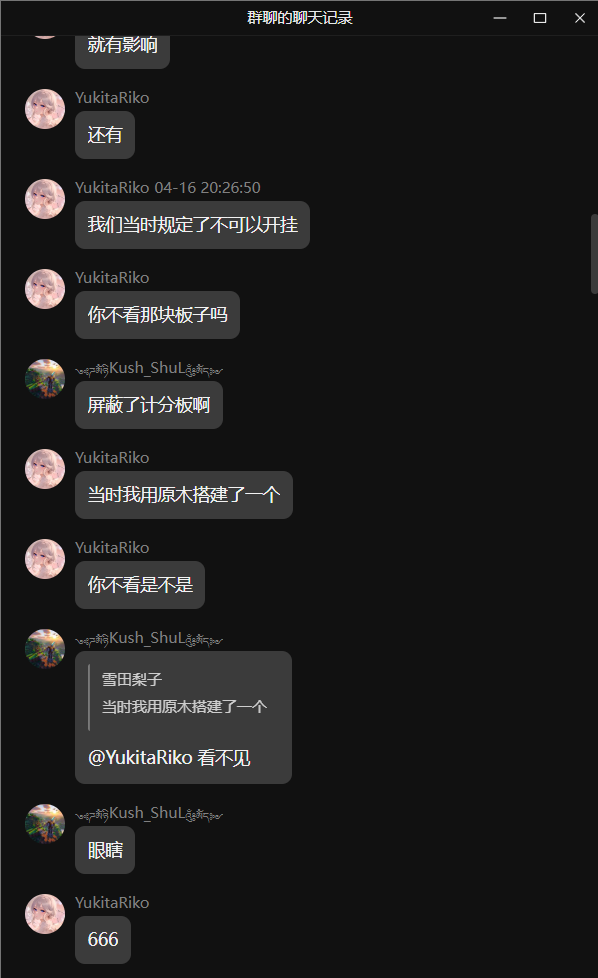 群聊的聊天记录
就有影响
YukitaRiko
还有
YukitaRiko 04-16 20:26:50
我们当时规定了不可以开挂
YukitaRiko
你不看那块板子吗
Kush_ShuL
屏蔽了计分板啊
YukitaRiko
当时我用原木搭建了一个
YukitaRiko
你不看是不是
Kush_ShuL
雪田梨子
当时我用原木搭建了一个
@YukitaRiko 看不见
Kush_ShuL
眼瞎
YukitaRiko
666